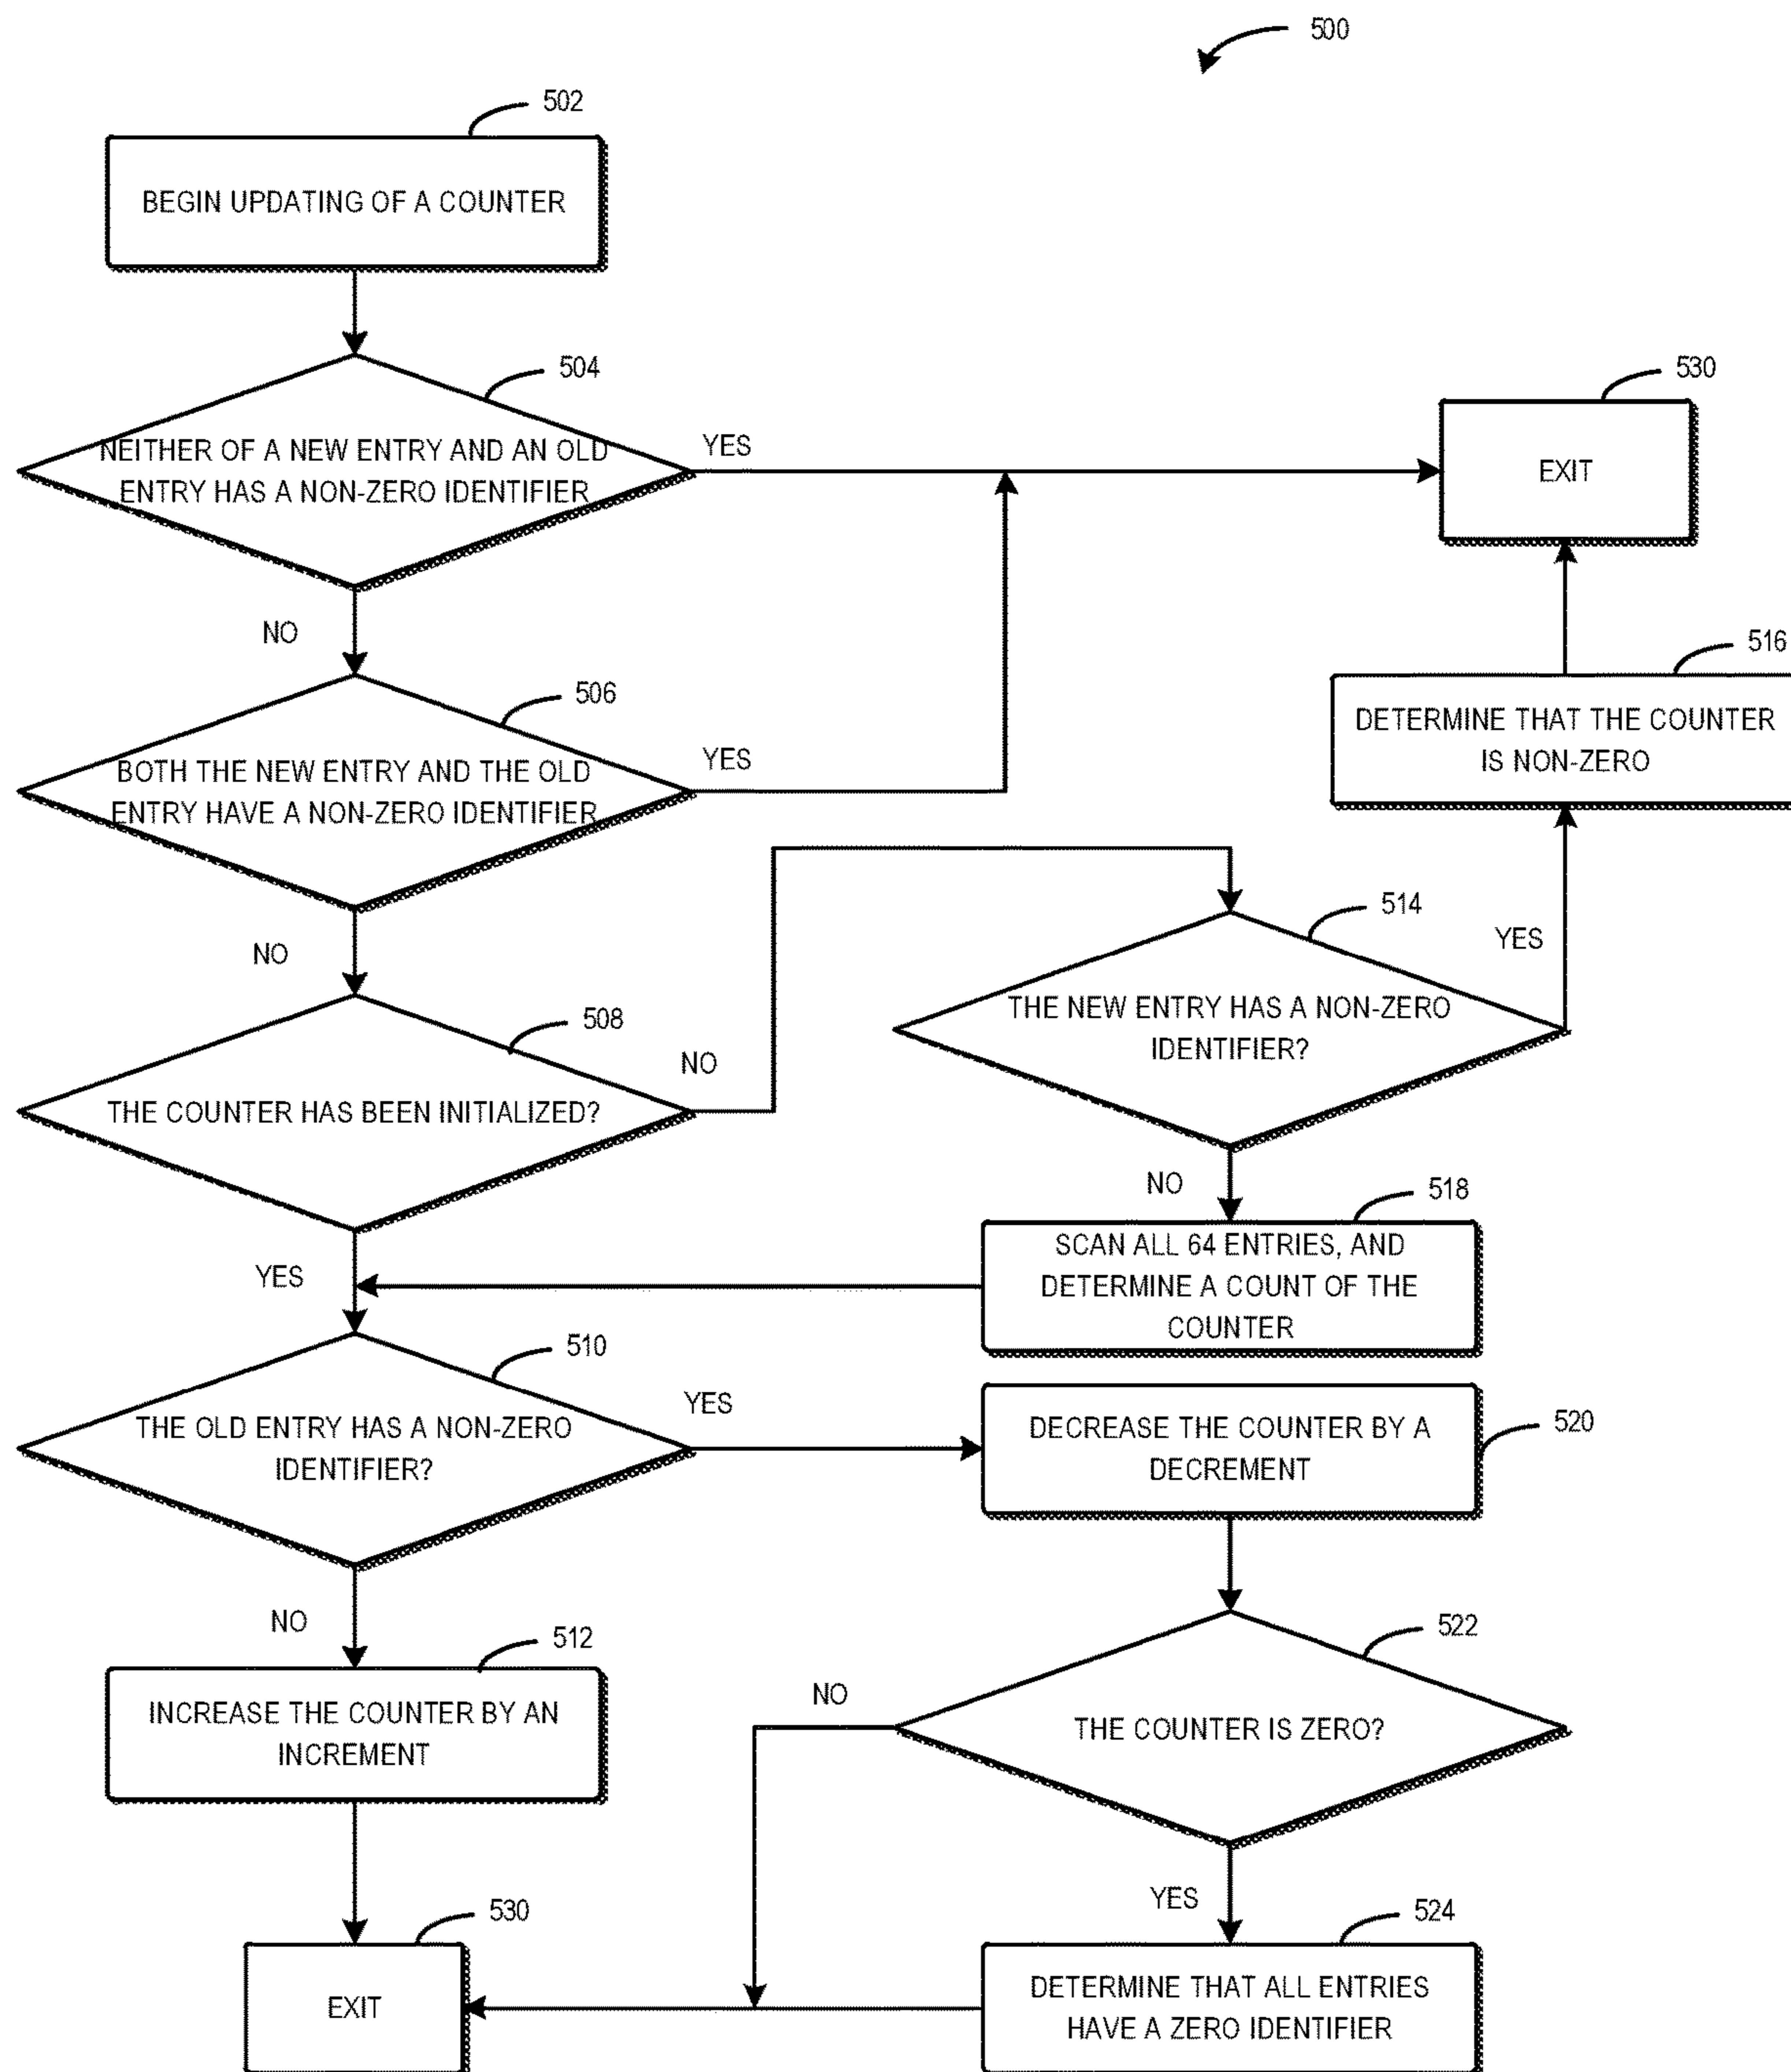 500
502
BEGIN UPDATING OF A COUNTER
504
NEITHER OF A NEW ENTRY AND AN OLD
ENTRY HAS A NON-ZERO IDENTIFIER
YES
530
EXIT
NO
506
BOTH THE NEW ENTRY AND THE OLD
ENTRY HAVE A NON-ZERO IDENTIFIER
YES
516
DETERMINE THAT THE COUNTER
IS NON-ZERO
NO
508
THE COUNTER HAS BEEN INITIALIZED?
NO
514
THE NEW ENTRY HAS A NON-ZERO
IDENTIFIER?
YES
NO
518
SCAN ALL 64 ENTRIES, AND
DETERMINE A COUNT OF THE
COUNTER
YES
510
THE OLD ENTRY HAS A NON-ZERO
IDENTIFIER?
YES
520
DECREASE THE COUNTER BY A
DECREMENT
NO
512
INCREASE THE COUNTER BY AN
INCREMENT
522
THE COUNTER IS ZERO?
NO
YES
530
EXIT
524
DETERMINE THAT ALL ENTRIES
HAVE A ZERO IDENTIFIER